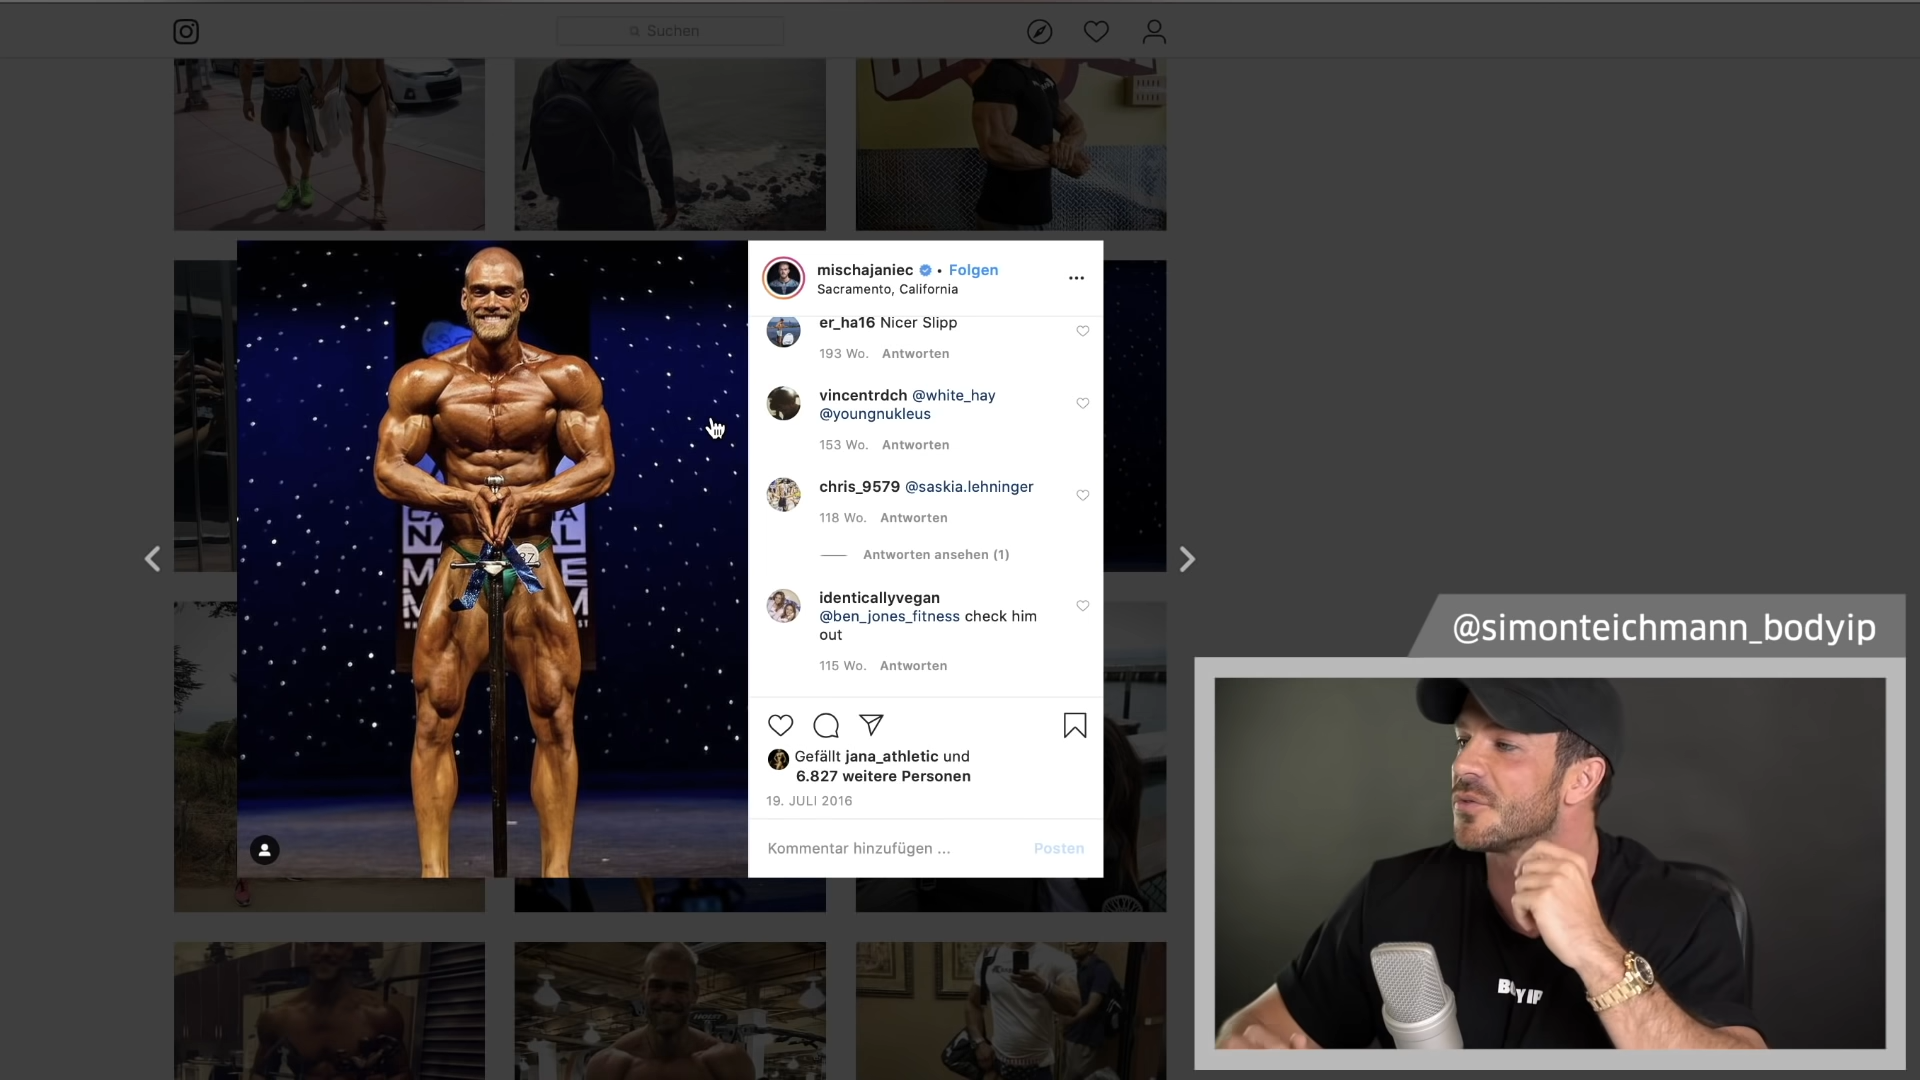 Suchen
mischajaniec • Folgen
Sacramento, California
er_ha16 Nicer Slipp
193 Wo. Antworten
vincentrdch @white_hay
@youngnukleus
153 Wo. Antworten
chris_9579 @saskia.lehninger
118 Wo. Antworten
Antworten ansehen (1)
identicallyvegan
@ben_jones_fitness check him
out
115 Wo. Antworten
Gefällt jana_athletic und
6.827 weitere Personen
19. JULI 2016
Kommentar hinzufügen ...
Posten
87
@simonteichmann_bodyip